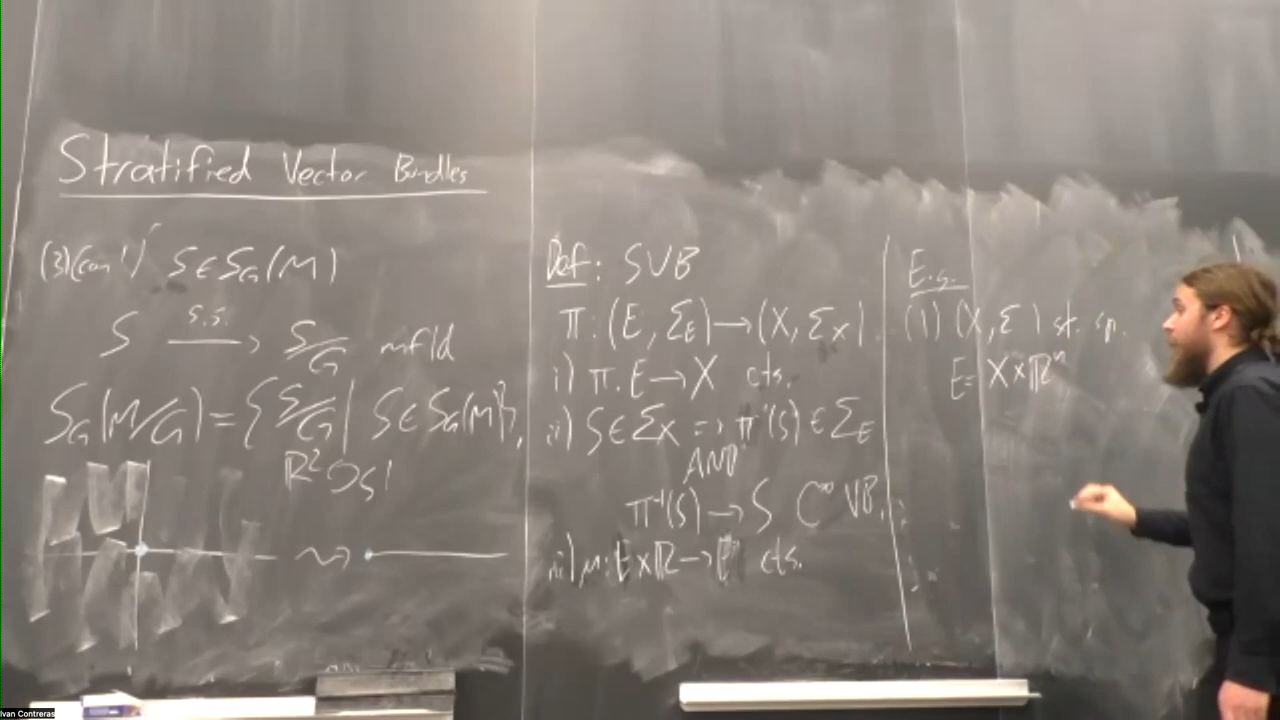 Stratified Vector Bundles
(3)(con't) S ∈ S_G(M)
S —s.s.→ S/G mfld
S_G(M/G) = {S/G | S ∈ S_G(M)},
R² ↻ S¹
Def: SVB
π: (E, Σ_E) → (X, Σ_X)
i) π: E → X cts.
ii) S ∈ Σ_X => π⁻¹(S) ∈ Σ_E
AND
π⁻¹(S) → S C^∞ VB.
iii) μ: E × R → E cts.
E.g.
(1) (X, Σ) st. sp.
E = X × R^n
Ivan Contreras